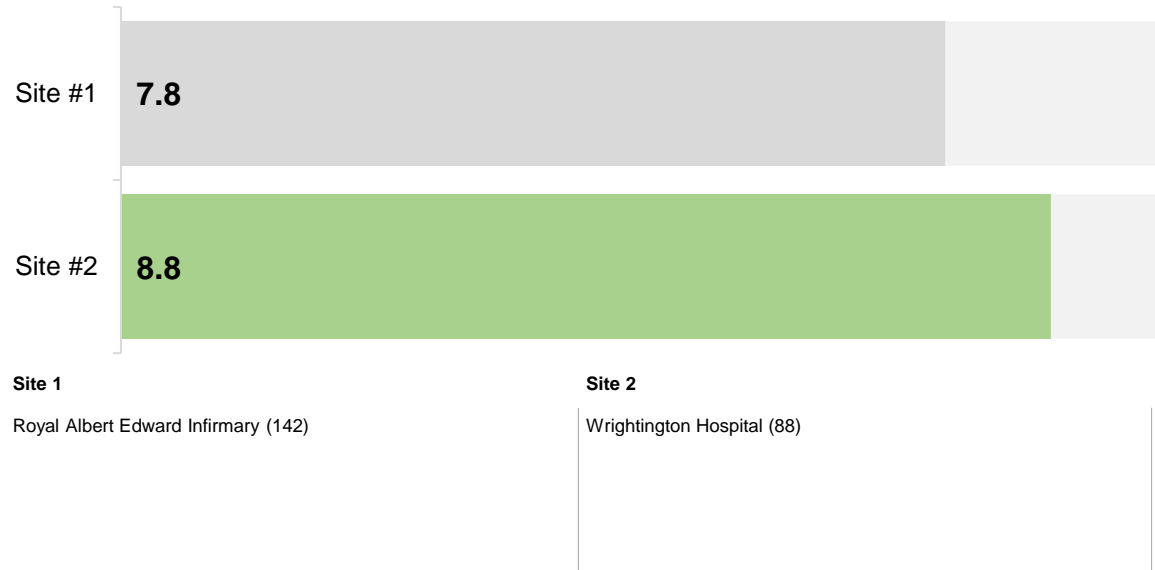 Site #1
7.8
Site #2
8.8
Site 1
Royal Albert Edward Infirmary (142)
Site 2
Wrightington Hospital (88)